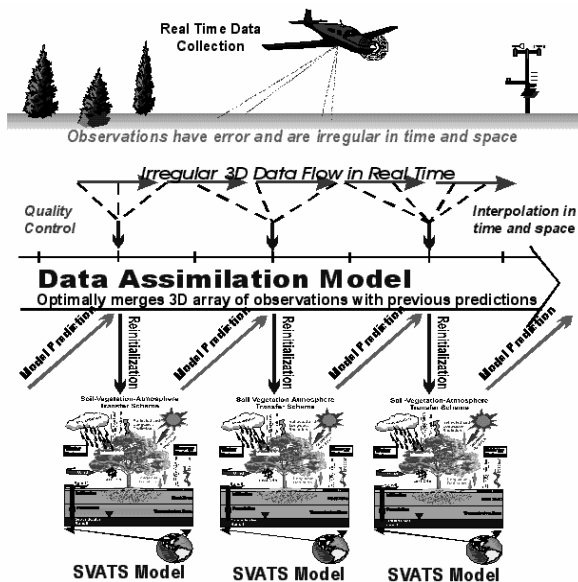 Real Time Data
Collection
Observations have error and are irregular in time and space
Irregular 3D Data Flow in Real Time
Quality
Control
Interpolation in
time and space
Data Assimilation Model
Optimally merges 3D array of observations with previous predictions
Model Prediction
Reinitialization
Model Prediction
Reinitialization
Model Prediction
Reinitialization
Model Prediction
Soil-Vegetation-Atmosphere
Transfer Scheme
Soil-Vegetation-Atmosphere
Transfer Scheme
Soil-Vegetation-Atmosphere
Transfer Scheme
SVATS Model
SVATS Model
SVATS Model